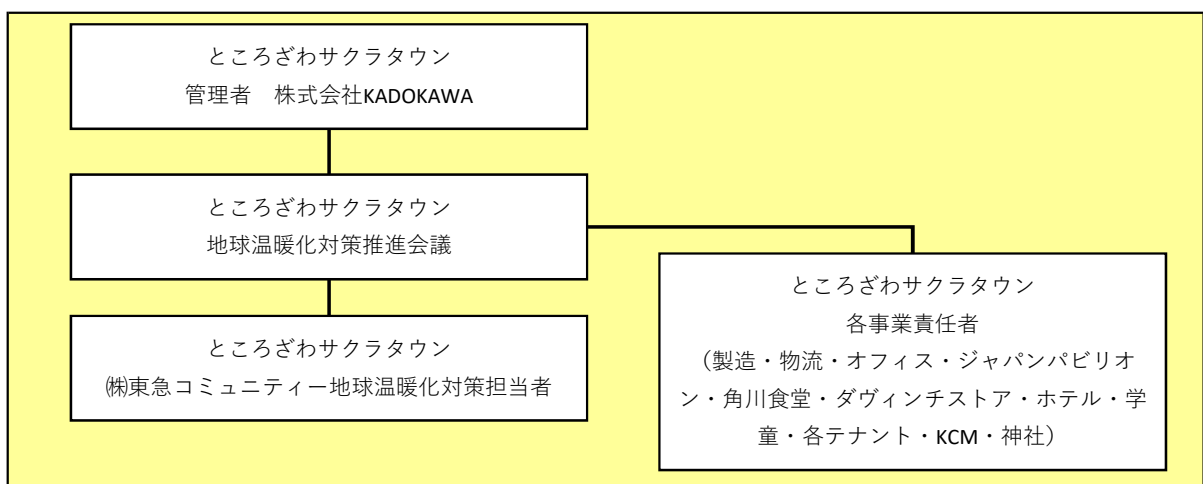 ところざわサクラタウン
管理者　株式会社KADOKAWA
ところざわサクラタウン
地球温暖化対策推進会議
ところざわサクラタウン
㈱東急コミュニティー地球温暖化対策担当者
ところざわサクラタウン
各事業責任者
（製造・物流・オフィス・ジャパンパビリオ
ン・角川食堂・ダヴィンチストア・ホテル・学
童・各テナント・KCM・神社）